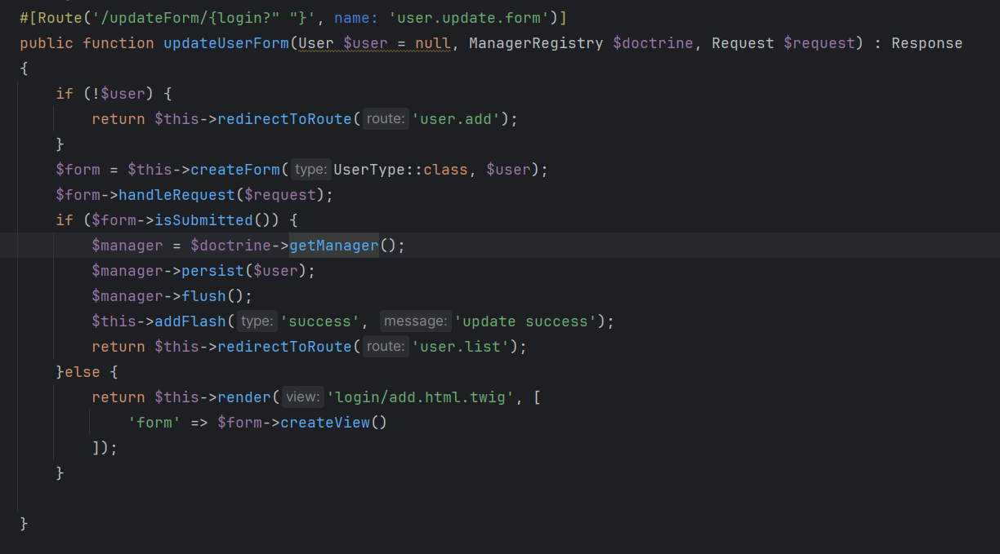 #[Route('/updateForm/{login?" "}', name: 'user.update.form')]
public function updateUserForm(User $user = null, ManagerRegistry $doctrine, Request $request) : Response
{
    if (!$user) {
        return $this->redirectToRoute( route: 'user.add');
    }
    $form = $this->createForm( type: UserType::class, $user);
    $form->handleRequest($request);
    if ($form->isSubmitted()) {
        $manager = $doctrine->getManager();
        $manager->persist($user);
        $manager->flush();
        $this->addFlash( type: 'success', message: 'update success');
        return $this->redirectToRoute( route: 'user.list');
    }else {
        return $this->render( view: 'login/add.html.twig', [
            'form' => $form->createView()
        ]);
    }
}